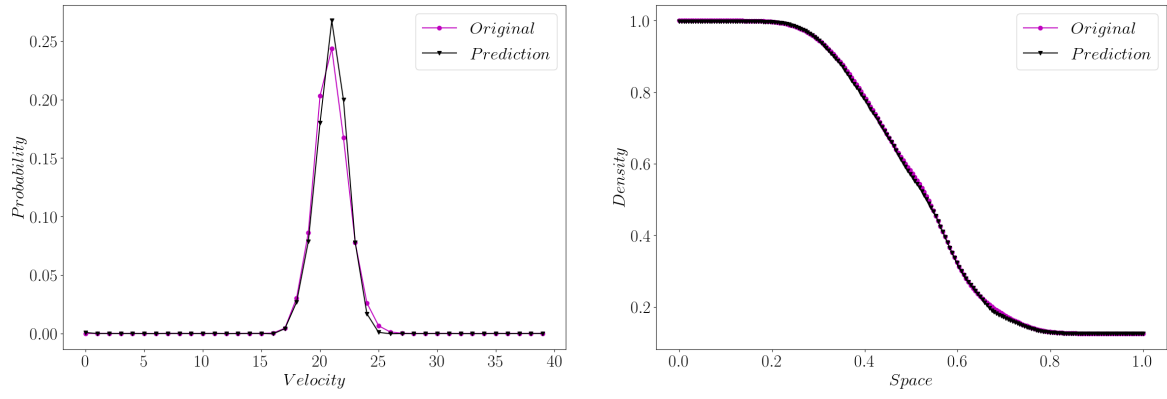 Original
Prediction
0.25
0.20
0.15
0.10
0.05
0.00
Probability
0 5 10 15 20 25 30 35 40
Velocity
Original
Prediction
1.0
0.8
0.6
0.4
0.2
Density
0.0 0.2 0.4 0.6 0.8 1.0
Space